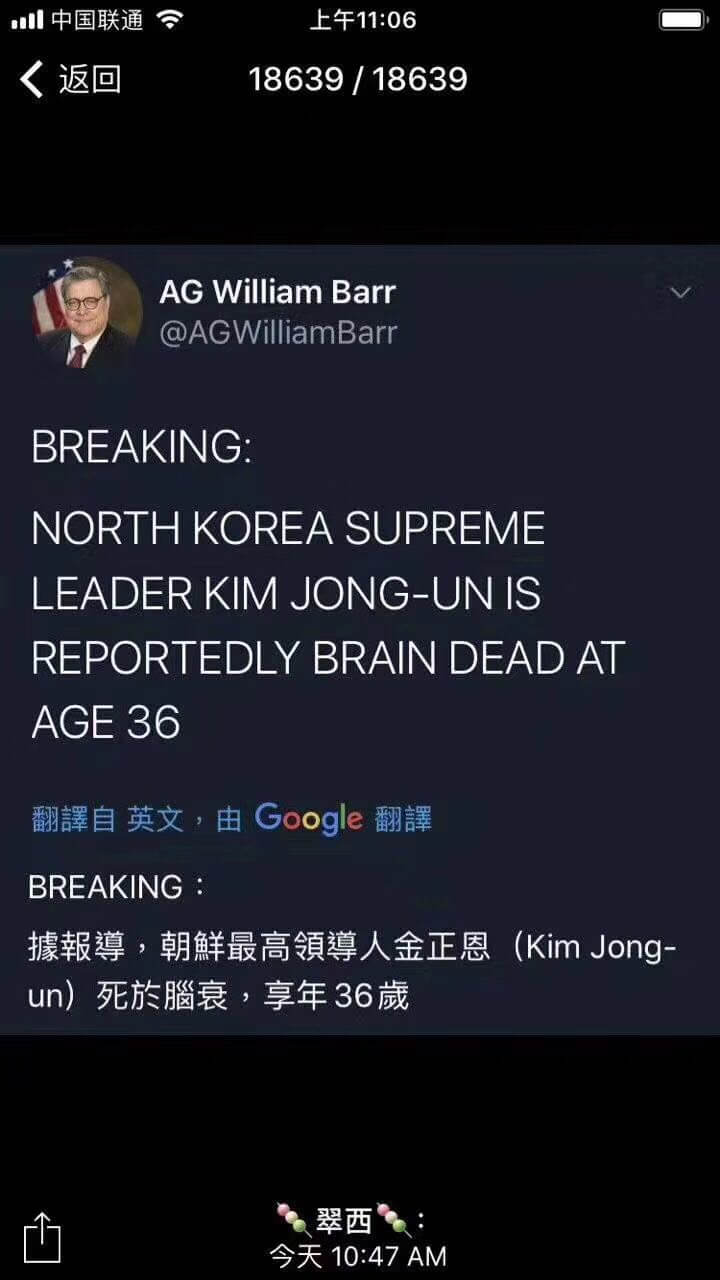 中国联通 上午11:06
返回 18639 / 18639
AG William Barr
@AGWilliamBarr
BREAKING:
NORTH KOREA SUPREME
LEADER KIM JONG-UN IS
REPORTEDLY BRAIN DEAD AT
AGE 36
翻譯自 英文，由 Google 翻譯
BREAKING：
據報導，朝鮮最高領導人金正恩（Kim Jong-
un）死於腦衰，享年36歲
🍡翠西🍡：
今天 10:47 AM